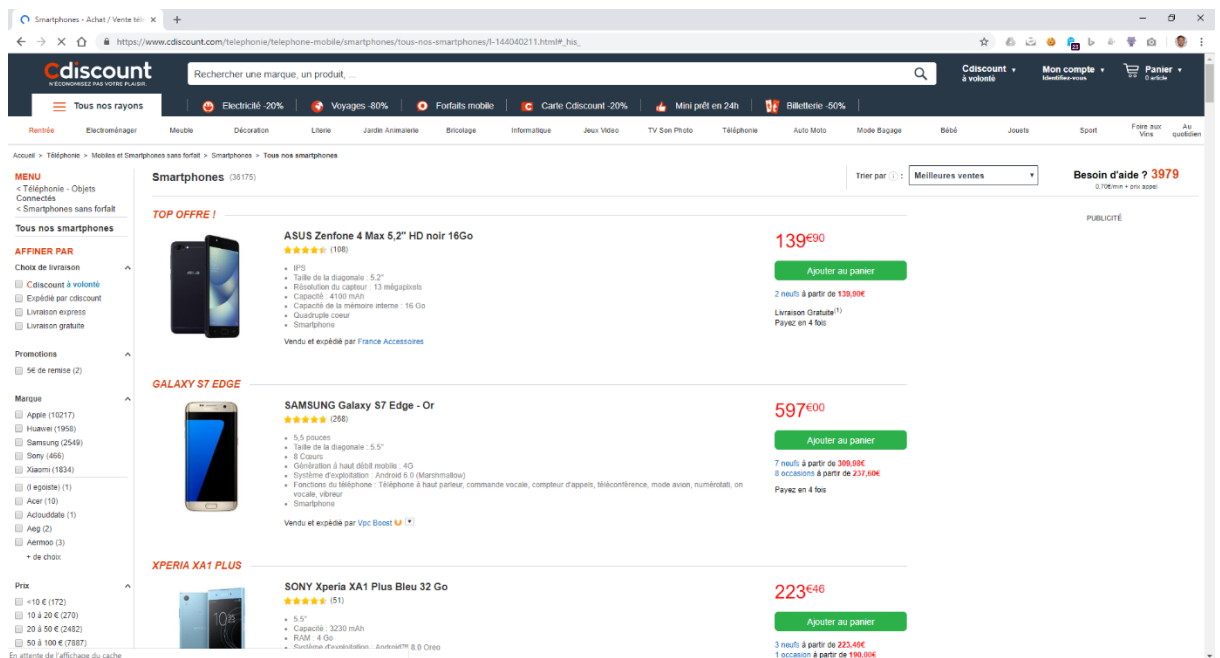 Smartphones - Achat / Vente télé
https://www.cdiscount.com/telephonie/telephone-mobile/smartphones/tous-nos-smartphones/l-144040211.html#_his_
23
Cdiscount
N'ÉCONOMISEZ PAS VOTRE PLAISIR.
Rechercher une marque, un produit, ...
Cdiscount
à volonté
Mon compte
Identifiez-vous
Panier
0 article
Tous nos rayons
Electricité -20%
Voyages -80%
Forfaits mobile
Carte Cdiscount -20%
Mini prêt en 24h
Billetterie -50%
Rentrée
Electroménager
Meuble
Décoration
Literie
Jardin Animalerie
Bricolage
Informatique
Jeux Video
TV Son Photo
Téléphonie
Auto Moto
Mode Bagage
Bébé
Jouets
Sport
Foire aux
Vins
Au
quotidien
Accueil > Téléphonie > Mobiles et Smartphones sans forfait > Smartphones > Tous nos smartphones
MENU
< Téléphonie - Objets
Connectés
< Smartphones sans forfait
Tous nos smartphones
AFFINER PAR
Choix de livraison
Cdiscount à volonté
Expédié par cdiscount
Livraison express
Livraison gratuite
Promotions
5€ de remise (2)
Marque
Apple (10217)
Huawei (1958)
Samsung (2549)
Sony (466)
Xiaomi (1834)
(l egoiste) (1)
Acer (10)
Aclouddate (1)
Aeg (2)
Aermoo (3)
+ de choix
Prix
<10 € (172)
10 à 20 € (270)
20 à 50 € (2482)
50 à 100 € (7887)
En attente de l'affichage du cache
Smartphones (36175)
Trier par (i) :
Meilleures ventes
Besoin d'aide ? 3979
0,70€/min + prix appel
PUBLICITÉ
TOP OFFRE !
ASUS Zenfone 4 Max 5,2" HD noir 16Go
(108)
IPS
Taille de la diagonale : 5.2"
Résolution du capteur : 13 mégapixels
Capacité : 4100 mAh
Capacité de la mémoire interne : 16 Go
Quadruple coeur
Smartphone
Vendu et expédié par France Accessoires
139€90
Ajouter au panier
2 neufs à partir de 139,90€
Livraison Gratuite(1)
Payez en 4 fois
GALAXY S7 EDGE
SAMSUNG Galaxy S7 Edge - Or
(268)
5,5 pouces
Taille de la diagonale : 5.5"
8 Cœurs
Génération à haut débit mobile : 4G
Système d'exploitation : Android 6.0 (Marshmallow)
Fonctions du téléphone : Téléphone à haut parleur, commande vocale, compteur d'appels, téléconférence, mode avion, numérotati, on
vocale, vibreur
Smartphone
Vendu et expédié par Vpc Boost
597€00
Ajouter au panier
7 neufs à partir de 309,98€
8 occasions à partir de 237,60€
Payez en 4 fois
XPERIA XA1 PLUS
SONY Xperia XA1 Plus Bleu 32 Go
(51)
5.5"
Capacité : 3230 mAh
RAM : 4 Go
Système d'exploitation : Android™ 8.0 Oreo
223€46
Ajouter au panier
3 neufs à partir de 223,46€
1 occasion à partir de 190,00€